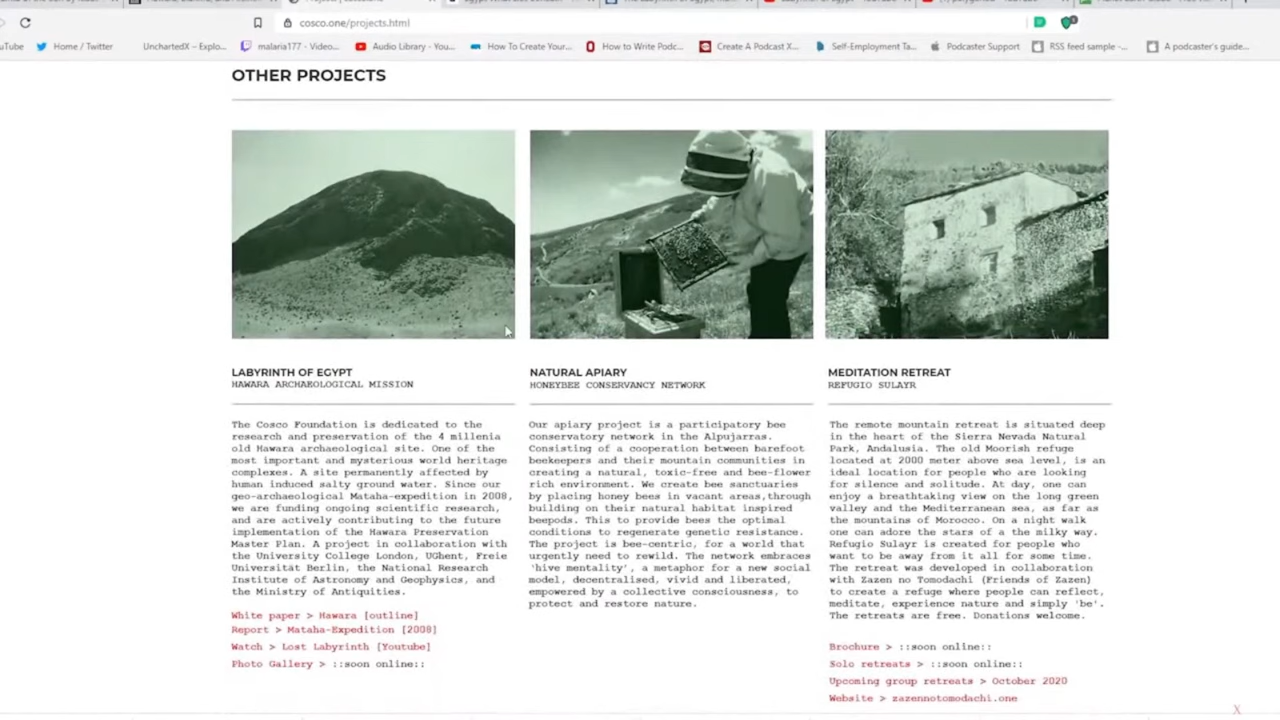 cosco.one/projects.html
uTube
Home / Twitter
UnchartedX – Explo...
malaria177 - Video...
Audio Library - You...
How To Create Your...
How to Write Podc...
Create A Podcast X...
Self-Employment Ta...
Podcaster Support
RSS feed sample -...
A podcaster's guide...
OTHER PROJECTS
LABYRINTH OF EGYPT
HAWARA ARCHAEOLOGICAL MISSION
The Cosco Foundation is dedicated to the
research and preservation of the 4 millenia
old Hawara archaeological site. One of the
most important and mysterious world heritage
complexes. A site permanently affected by
human induced salty ground water. Since our
geo-archaeological Mataha-expedition in 2008,
we are funding ongoing scientific research,
and are actively contributing to the future
implementation of the Hawara Preservation
Master Plan. A project in collaboration with
the University College London, UGhent, Freie
Universität Berlin, the National Research
Institute of Astronomy and Geophysics, and
the Ministry of Antiquities.
White paper > Hawara [outline]
Report > Mataha-Expedition [2008]
Watch > Lost Labyrinth [Youtube]
Photo Gallery > ::soon online::
NATURAL APIARY
HONEYBEE CONSERVANCY NETWORK
Our apiary project is a participatory bee
conservatory network in the Alpujarras.
Consisting of a cooperation between barefoot
beekeepers and their mountain communities in
creating a natural, toxic-free and bee-flower
rich environment. We create bee sanctuaries
by placing honey bees in vacant areas,through
building on their natural habitat inspired
beepods. This to provide bees the optimal
conditions to regenerate genetic resistance.
The project is bee-centric, for a world that
urgently need to rewild. The network embraces
'hive mentality', a metaphor for a new social
model, decentralised, vivid and liberated,
empowered by a collective consciousness, to
protect and restore nature.
MEDITATION RETREAT
REFUGIO SULAYR
The remote mountain retreat is situated deep
in the heart of the Sierra Nevada Natural
Park, Andalusia. The old Moorish refuge
located at 2000 meter above sea level, is an
ideal location for people who are looking
for silence and solitude. At day, one can
enjoy a breathtaking view on the long green
valley and the Mediterranean sea, as far as
the mountains of Morocco. On a night walk
one can adore the stars of a the milky way.
Refugio Sulayr is created for people who
want to be away from it all for some time.
The retreat was developed in collaboration
with Zazen no Tomodachi (Friends of Zazen)
to create a refuge where people can reflect,
meditate, experience nature and simply 'be'.
The retreats are free. Donations welcome.
Brochure > ::soon online::
Solo retreats > ::soon online::
Upcoming group retreats > October 2020
Website > zazennotomodachi.one
X